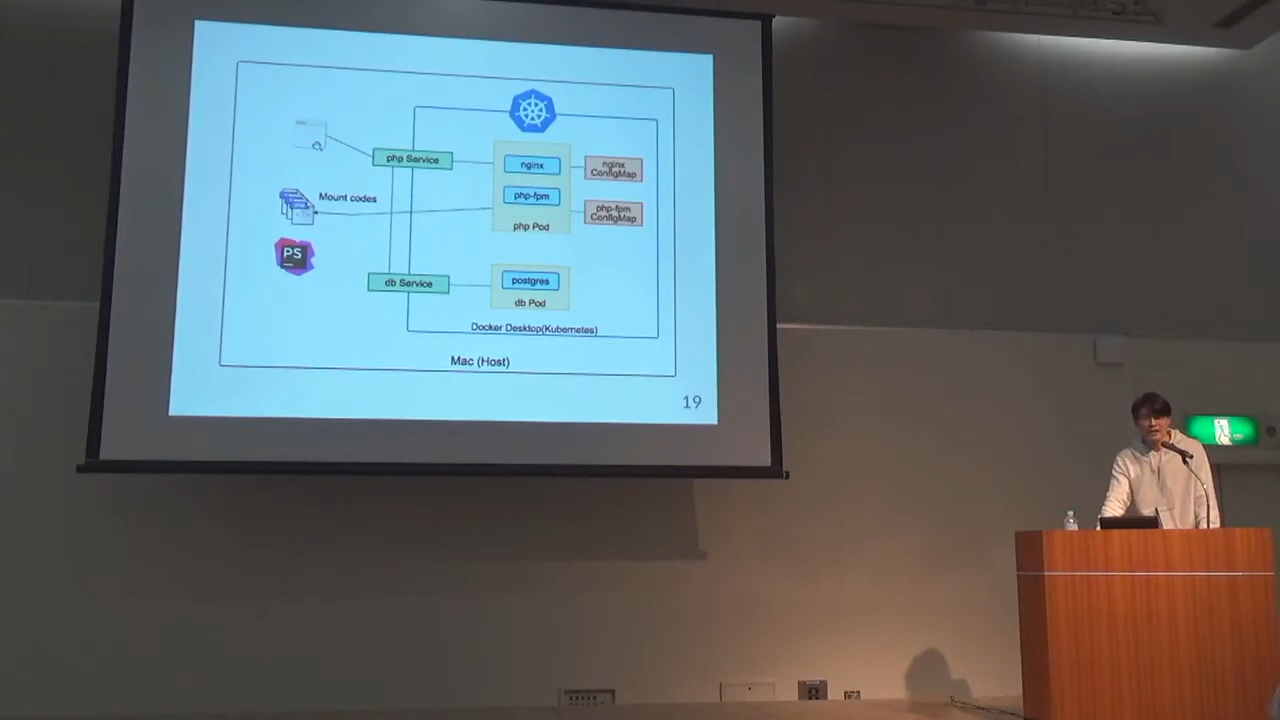 php Service
nginx
nginx
ConfigMap
Mount codes
php-fpm
php-fpm
ConfigMap
php Pod
PS
db Service
postgres
db Pod
Docker Desktop(Kubernetes)
Mac (Host)
19